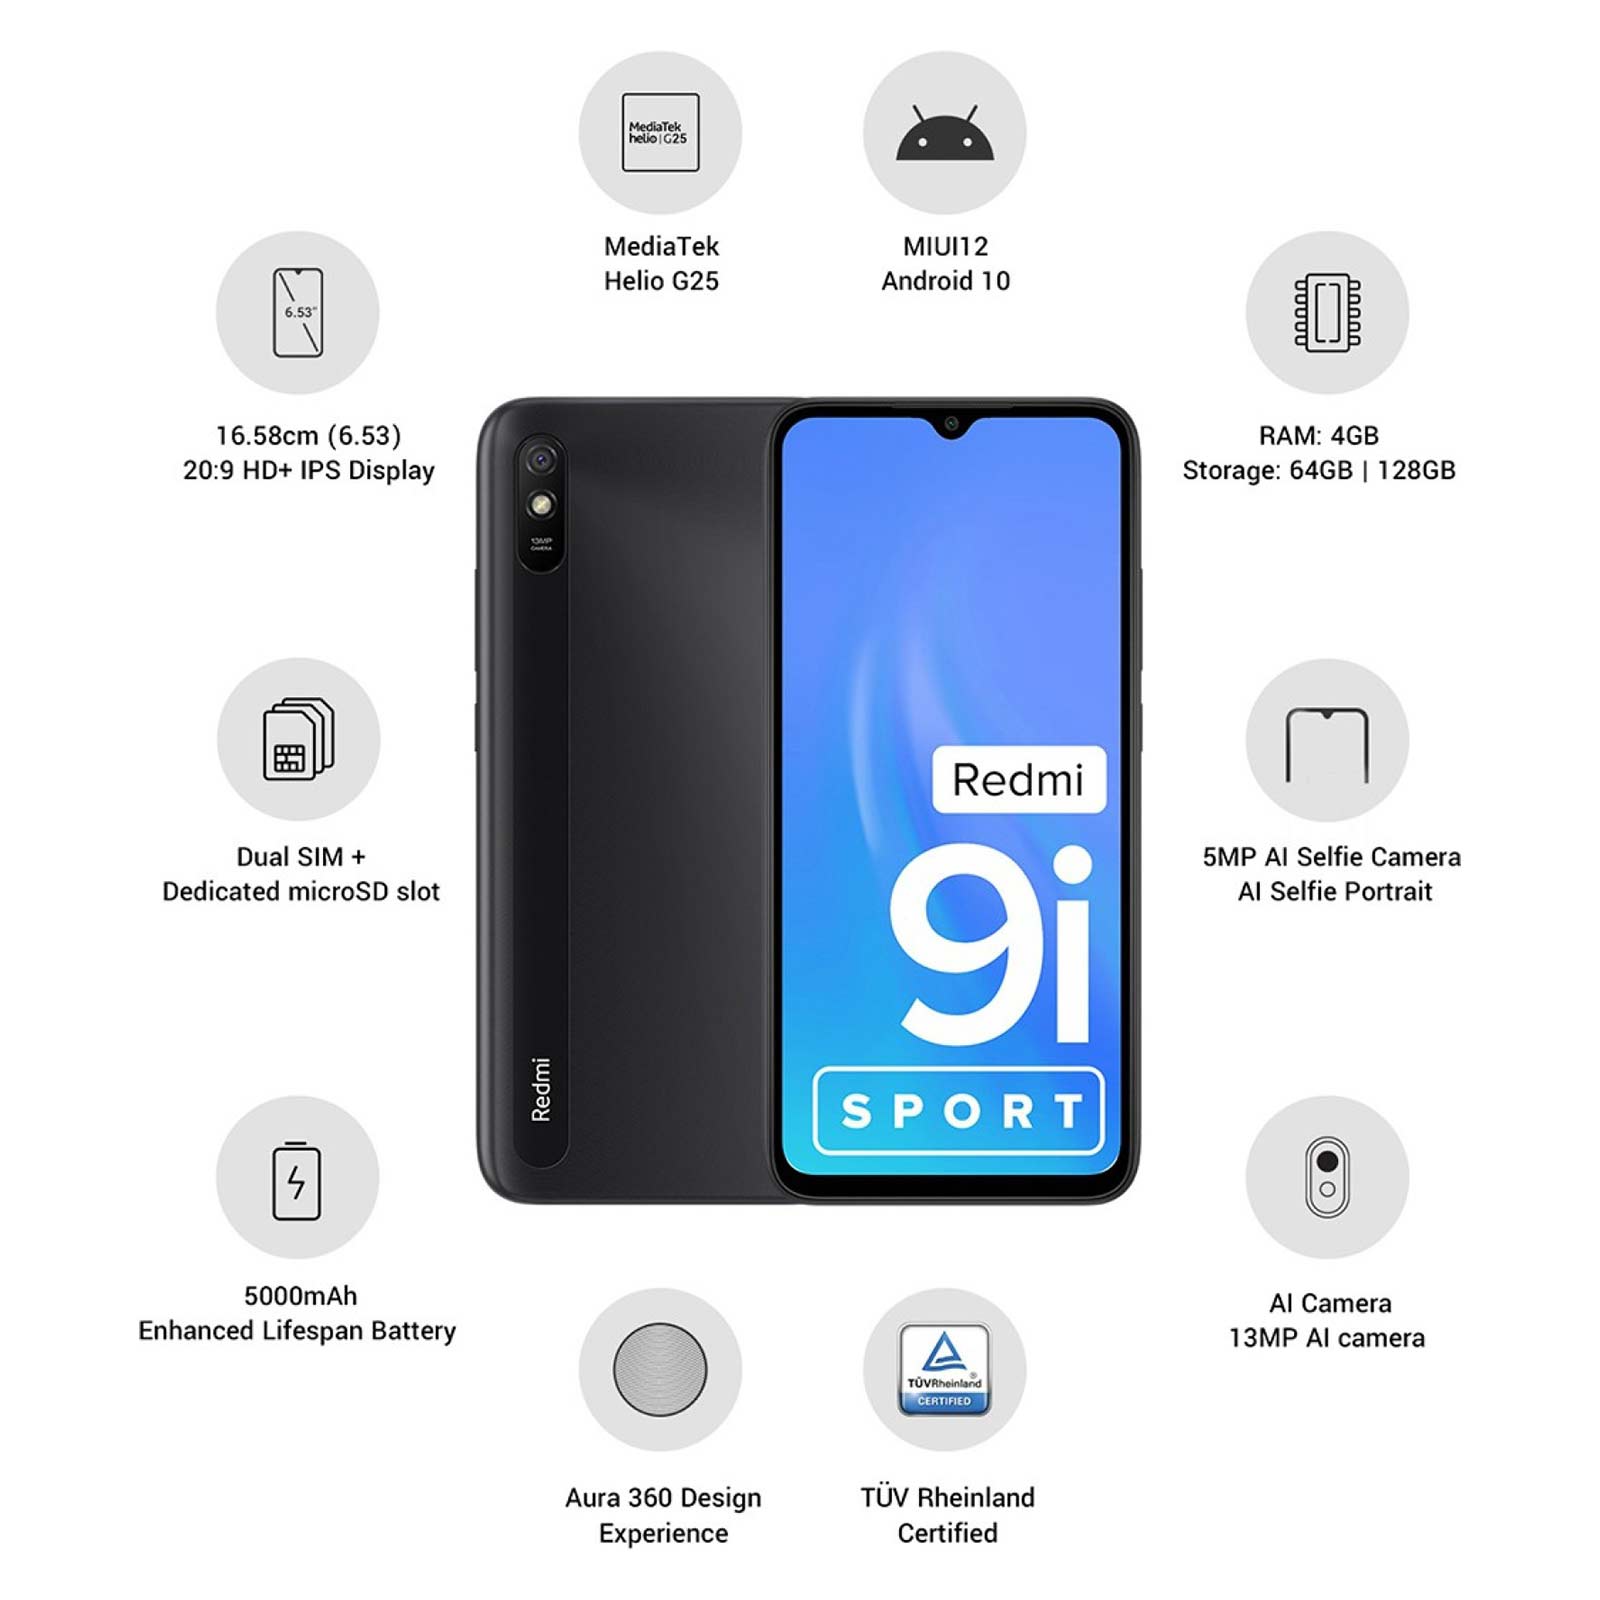 MediaTek
helio | G25
MediaTek
Helio G25
MIUI12
Android 10
6.53"
16.58cm (6.53)
20:9 HD+ IPS Display
RAM: 4GB
Storage: 64GB | 128GB
13MP
CAMERA
Redmi
Redmi
9i
SPORT
Dual SIM +
Dedicated microSD slot
5MP AI Selfie Camera
AI Selfie Portrait
5000mAh
Enhanced Lifespan Battery
AI Camera
13MP AI camera
Aura 360 Design
Experience
TÜVRheinland®
CERTIFIED
TÜV Rheinland
Certified